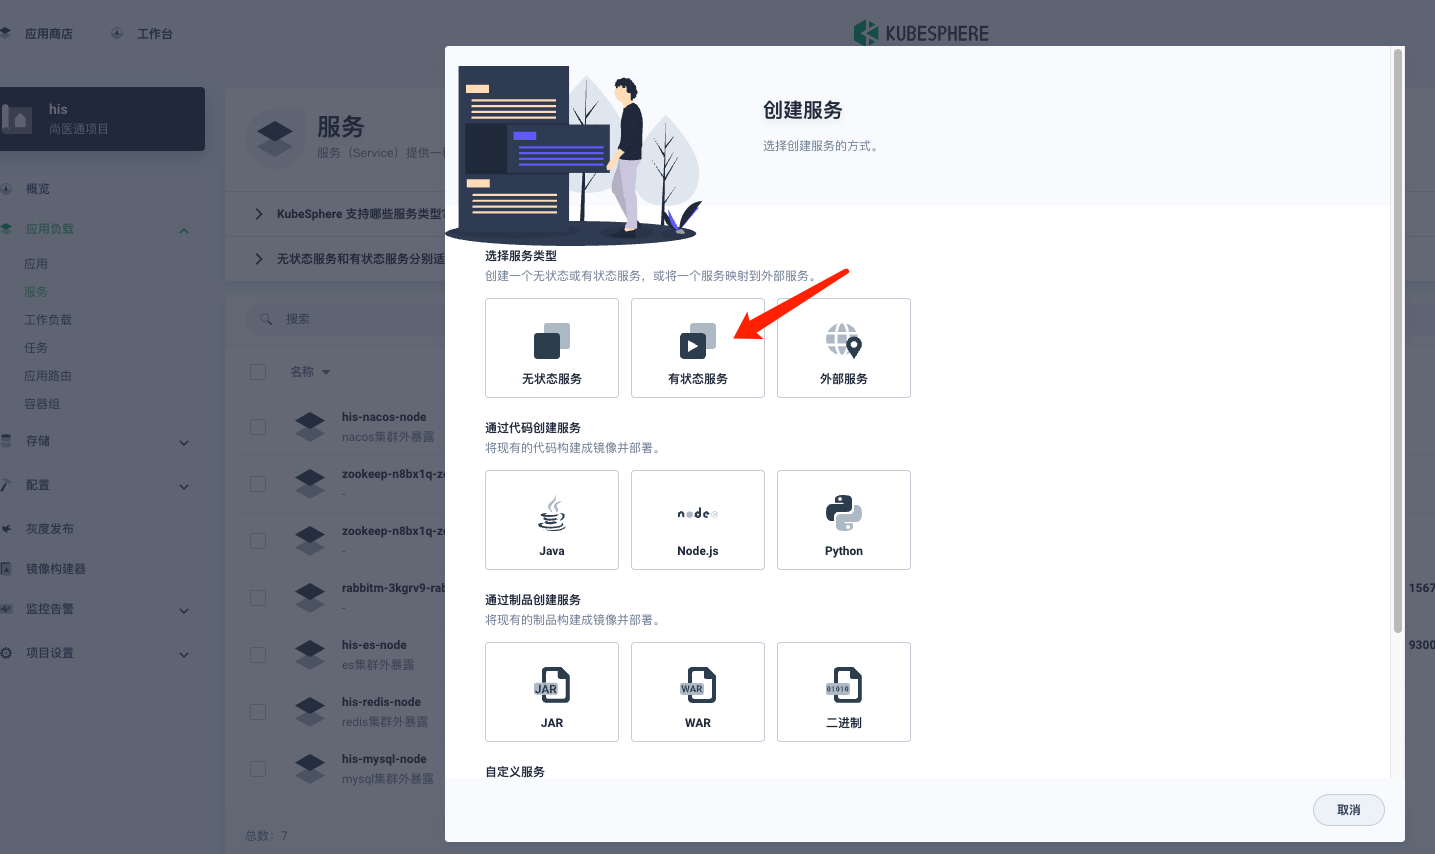 应用商店
工作台
KUBESPHERE
his
尚医通项目
概览
应用负载
应用
服务
工作负载
任务
应用路由
容器组
存储
配置
灰度发布
镜像构建器
监控告警
项目设置
服务
服务（Service）提供一
KubeSphere 支持哪些服务类型?
无状态服务和有状态服务分别适
搜索
名称
his-nacos-node
nacos集群外暴露
zookeep-n8bx1q-z
-
zookeep-n8bx1q-z
-
rabbitm-3kgrv9-ral
-
his-es-node
es集群外暴露
his-redis-node
redis集群外暴露
his-mysql-node
mysql集群外暴露
总数：7
1567
9300
创建服务
选择创建服务的方式。
选择服务类型
创建一个无状态或有状态服务，或将一个服务映射到外部服务。
无状态服务
有状态服务
外部服务
通过代码创建服务
将现有的代码构建成镜像并部署。
node
Java
Node.js
Python
通过制品创建服务
将现有的制品构建成镜像并部署。
JAR
WAR
01010
JAR
WAR
二进制
自定义服务
取消